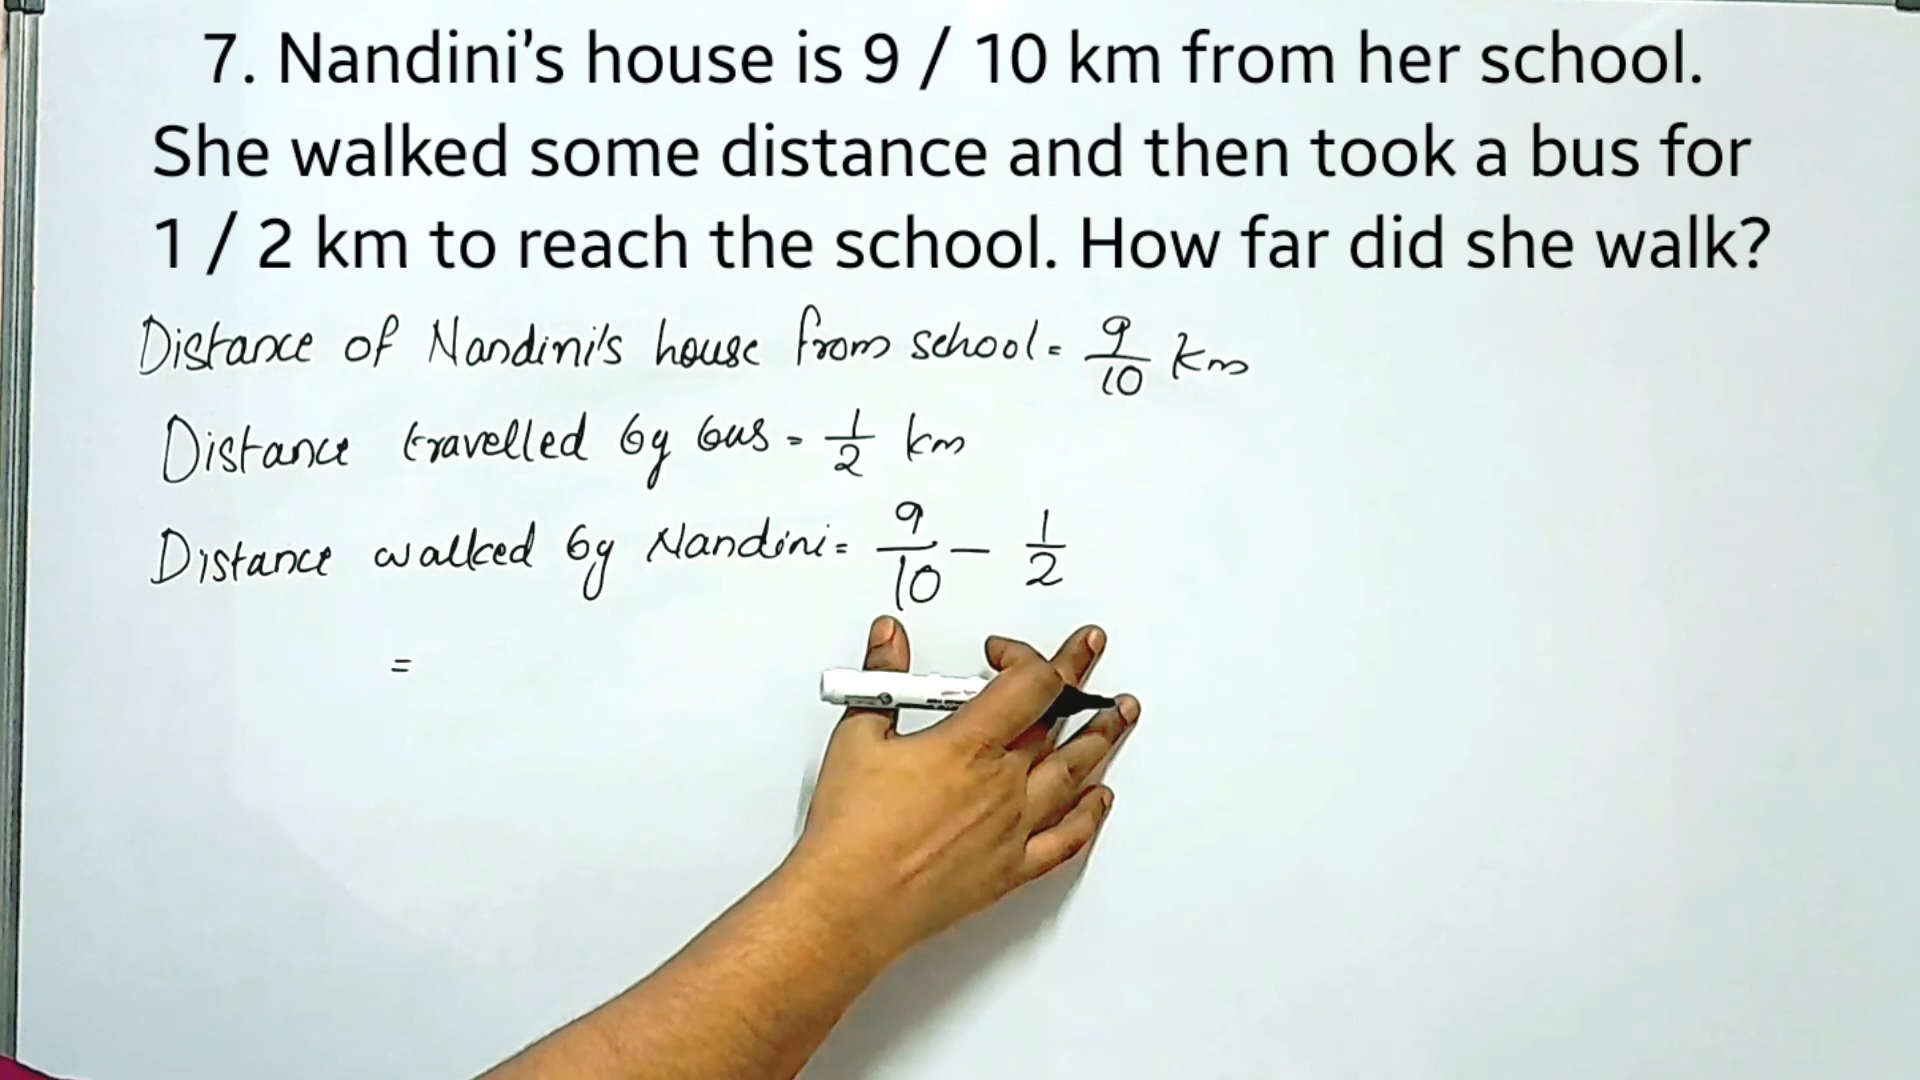 7. Nandini's house is 9 / 10 km from her school.
She walked some distance and then took a bus for
1 / 2 km to reach the school. How far did she walk?
Distance of Nandini's house from school = 9/10 km
Distance travelled by bus = 1/2 km
Distance walked by Nandini = 9/10 - 1/2
=